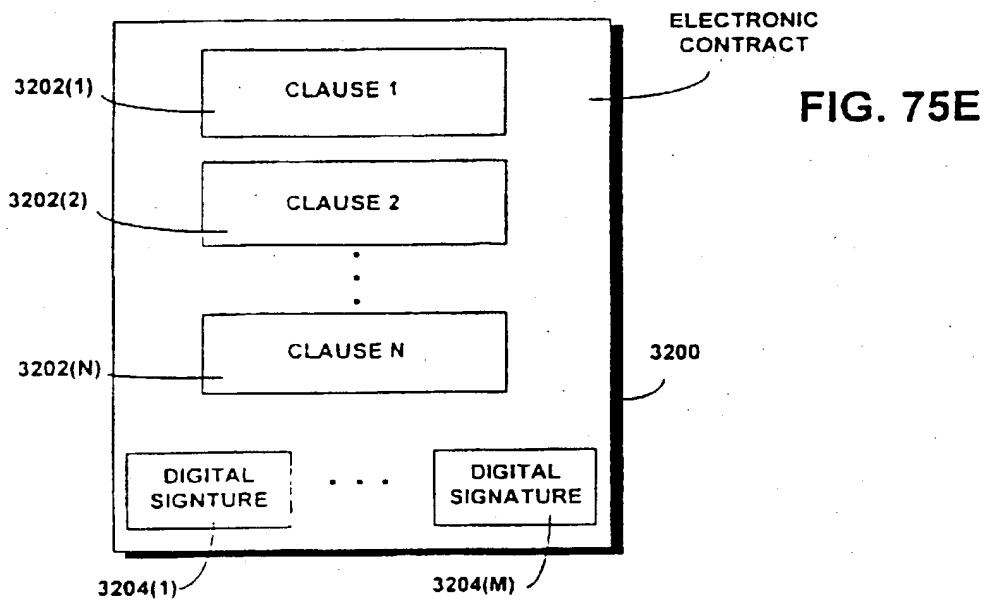 ELECTRONIC
CONTRACT
3202(1)
CLAUSE 1
FIG. 75E
3202(2)
CLAUSE 2
3202(N)
CLAUSE N
3200
DIGITAL
SIGNTURE
. . .
DIGITAL
SIGNATURE
3204(1)
3204(M)